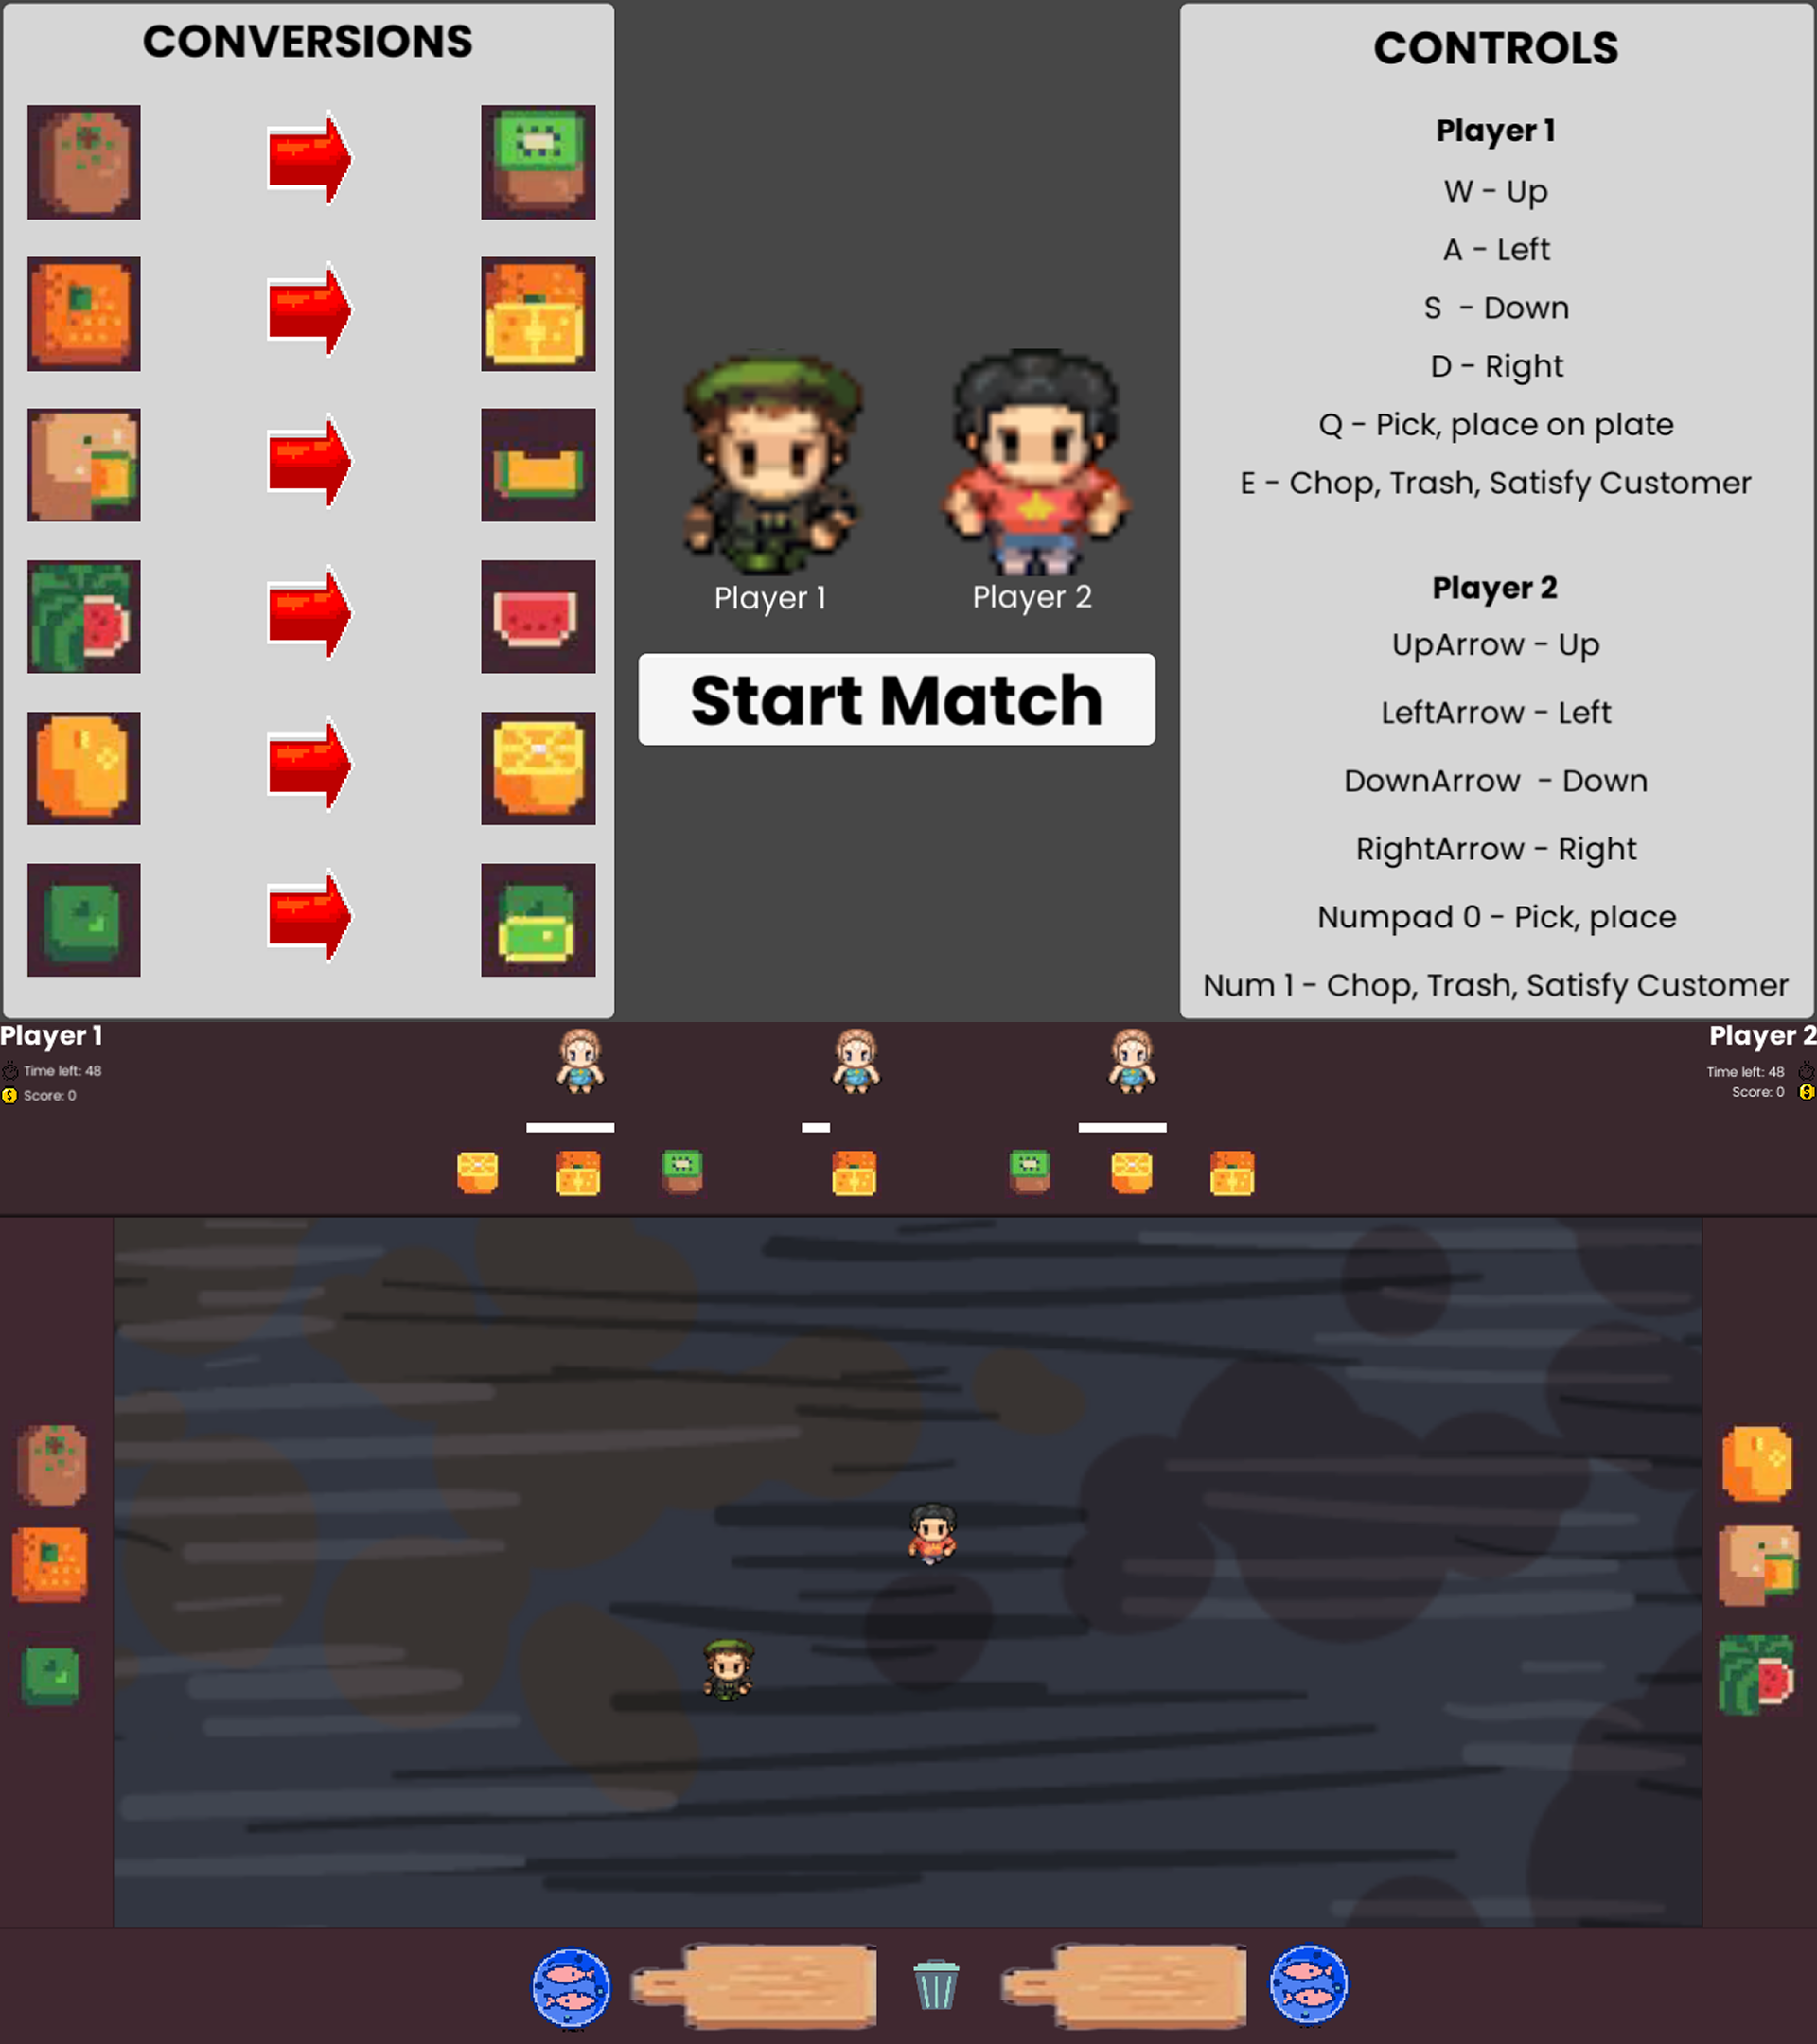 CONVERSIONS
Player 1
Player 2
Start Match
CONTROLS
Player 1
W - Up
A - Left
S - Down
D - Right
Q - Pick, place on plate
E - Chop, Trash, Satisfy Customer
Player 2
UpArrow - Up
LeftArrow - Left
DownArrow - Down
RightArrow - Right
Numpad 0 - Pick, place
Num 1 - Chop, Trash, Satisfy Customer
Player 1
Time left: 48
Score: 0
Player 2
Time left: 48
Score: 0